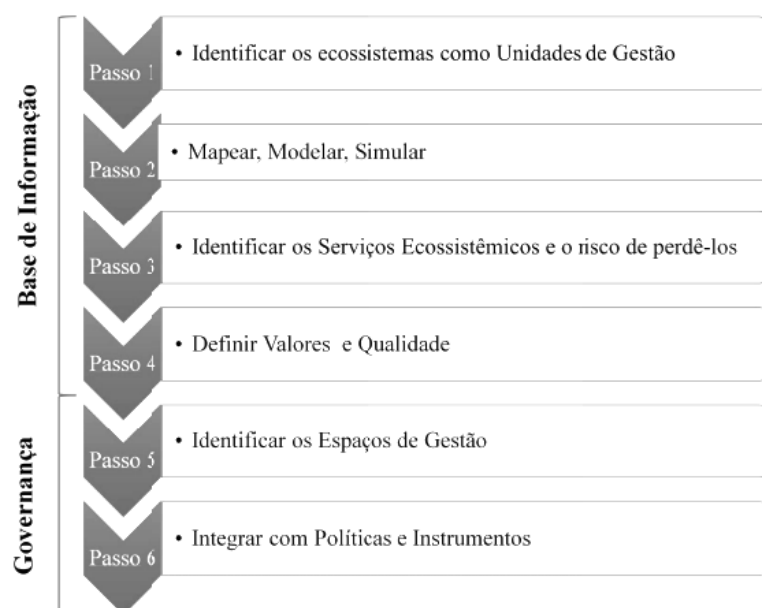 Base de Informação
Passo 1
• Identificar os ecossistemas como Unidades de Gestão
Passo 2
• Mapear, Modelar, Simular
Passo 3
• Identificar os Serviços Ecossistêmicos e o risco de perdê-los
Passo 4
• Definir Valores e Qualidade
Governança
Passo 5
• Identificar os Espaços de Gestão
Passo 6
• Integrar com Políticas e Instrumentos